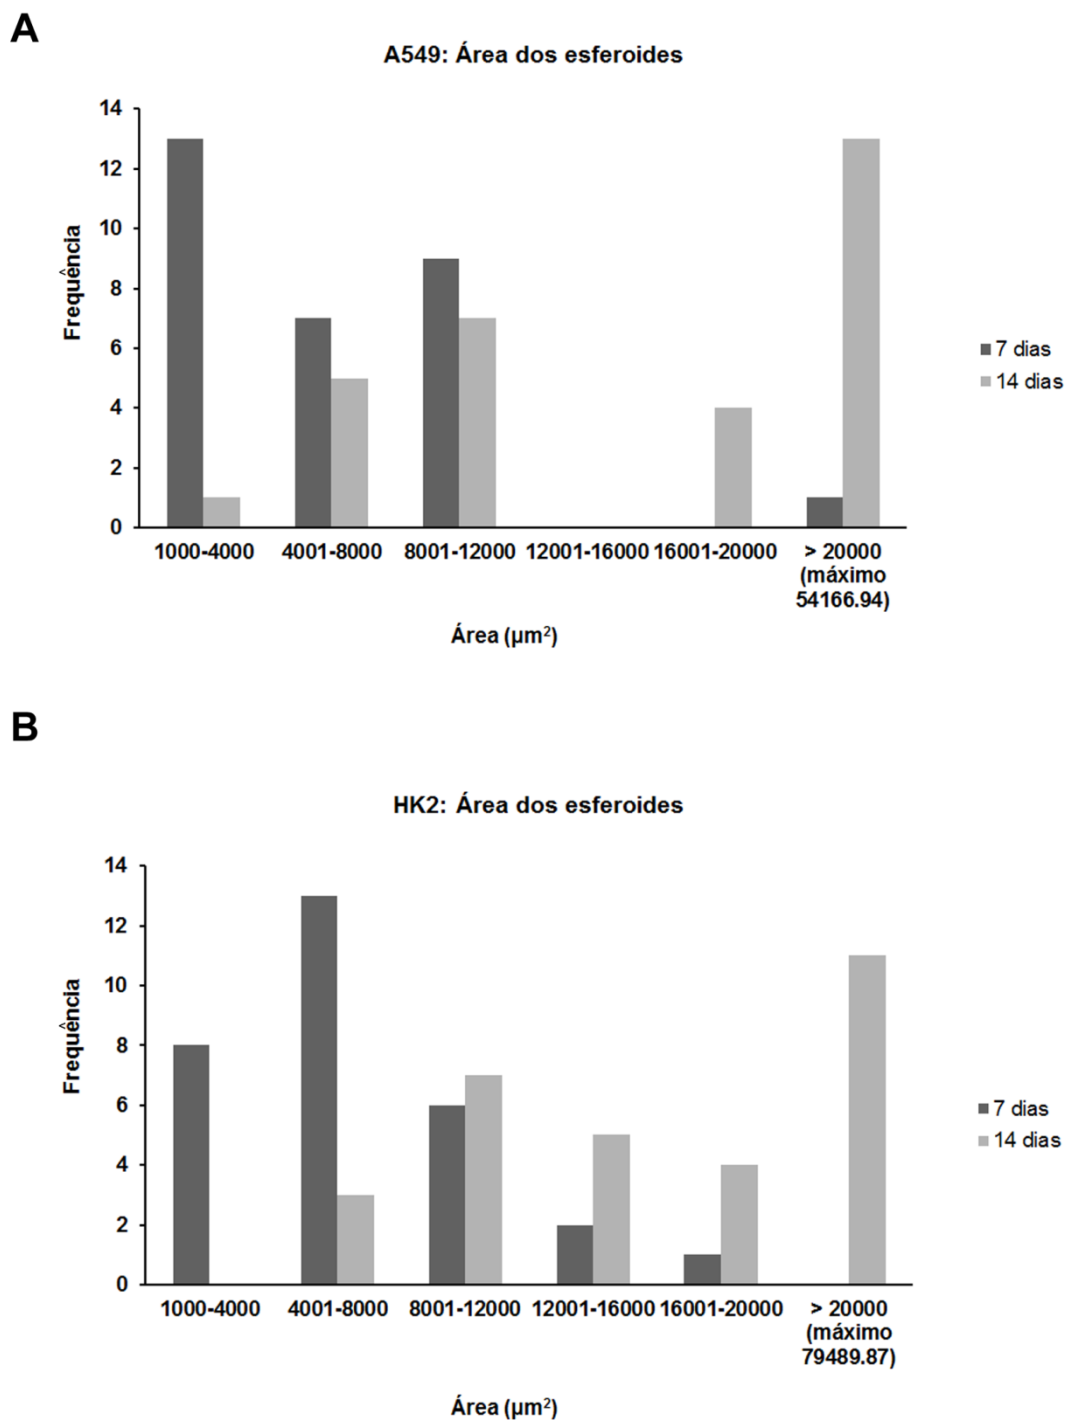 A
A549: Área dos esferoides
14
12
10
8
6
4
2
0
Frequência
1000-4000 4001-8000 8001-12000 12001-16000 16001-20000 > 20000
(máximo
54166.94)
Área (µm²)
7 dias
14 dias
B
HK2: Área dos esferoides
14
12
10
8
6
4
2
0
Frequência
1000-4000 4001-8000 8001-12000 12001-16000 16001-20000 > 20000
(máximo
79489.87)
Área (µm²)
7 dias
14 dias